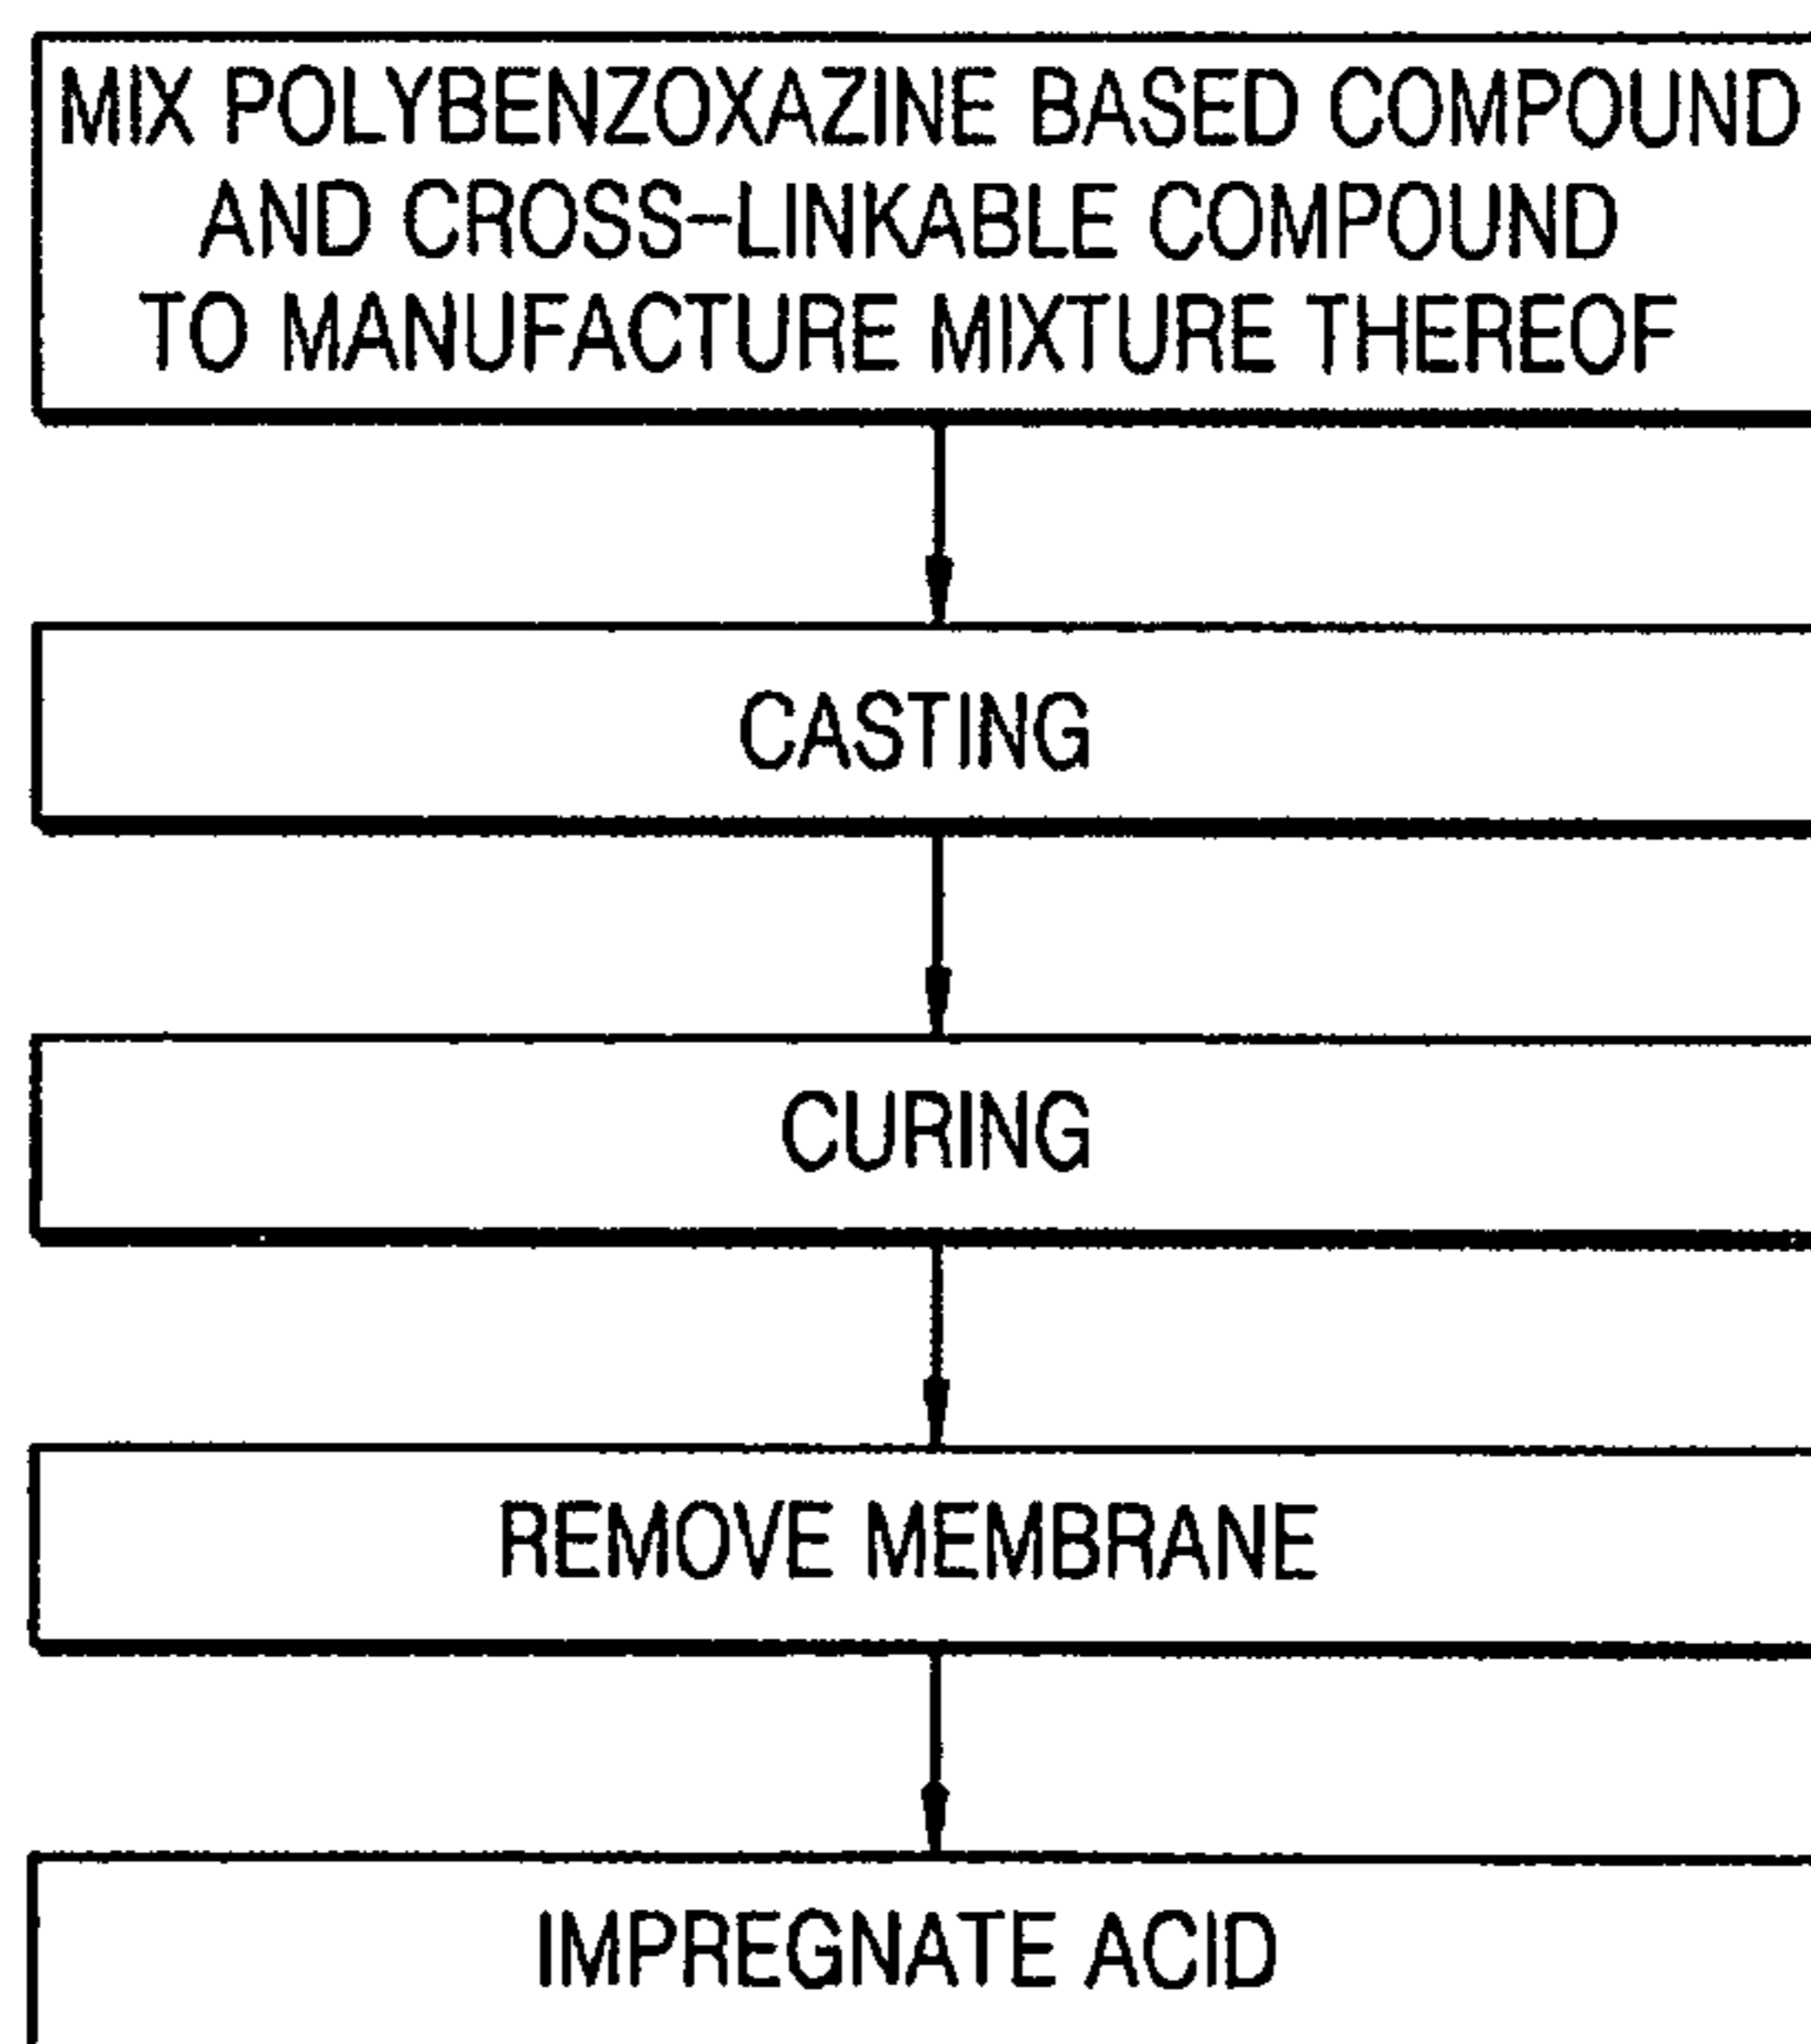 MIX POLYBENZOXAZINE BASED COMPOUND
AND CROSS-LINKABLE COMPOUND
TO MANUFACTURE MIXTURE THEREOF
CASTING
CURING
REMOVE MEMBRANE
IMPREGNATE ACID